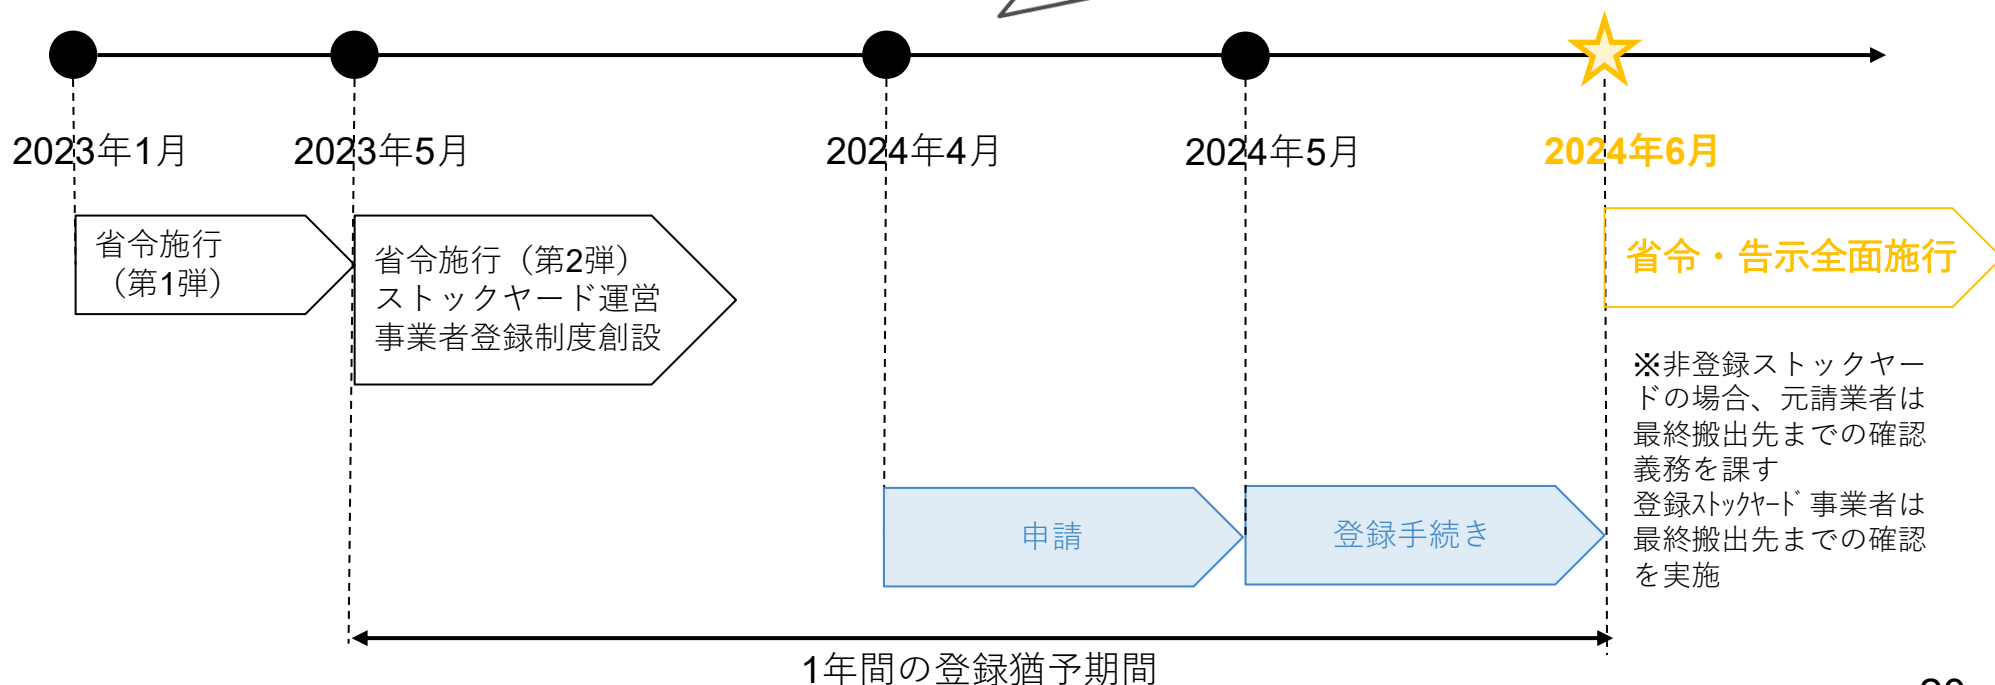 2023年1月
2023年5月
2024年4月
2024年5月
2024年6月
省令施行
（第1弾）
省令施行（第2弾）
ストックヤード運営
事業者登録制度創設
省令・告示全面施行
※非登録ストックヤー
ドの場合、元請業者は
最終搬出先までの確認
義務を課す
登録ｽﾄｯｸﾔｰﾄﾞ事業者は
最終搬出先までの確認
を実施
申請
登録手続き
1年間の登録猶予期間